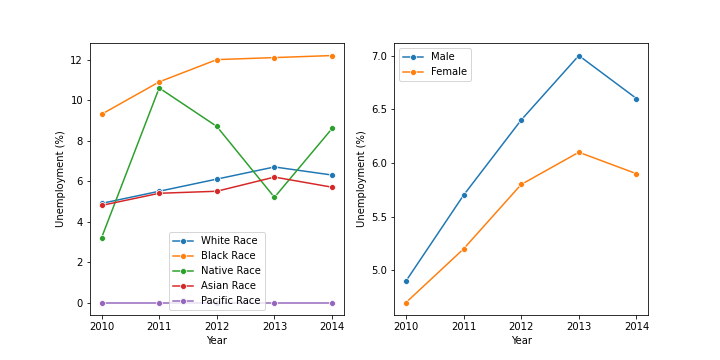 12
10
8
6
4
2
0
Unemployment (%)
2010 2011 2012 2013 2014
Year
White Race
Black Race
Native Race
Asian Race
Pacific Race
7.0
6.5
6.0
5.5
5.0
Unemployment (%)
2010 2011 2012 2013 2014
Year
Male
Female